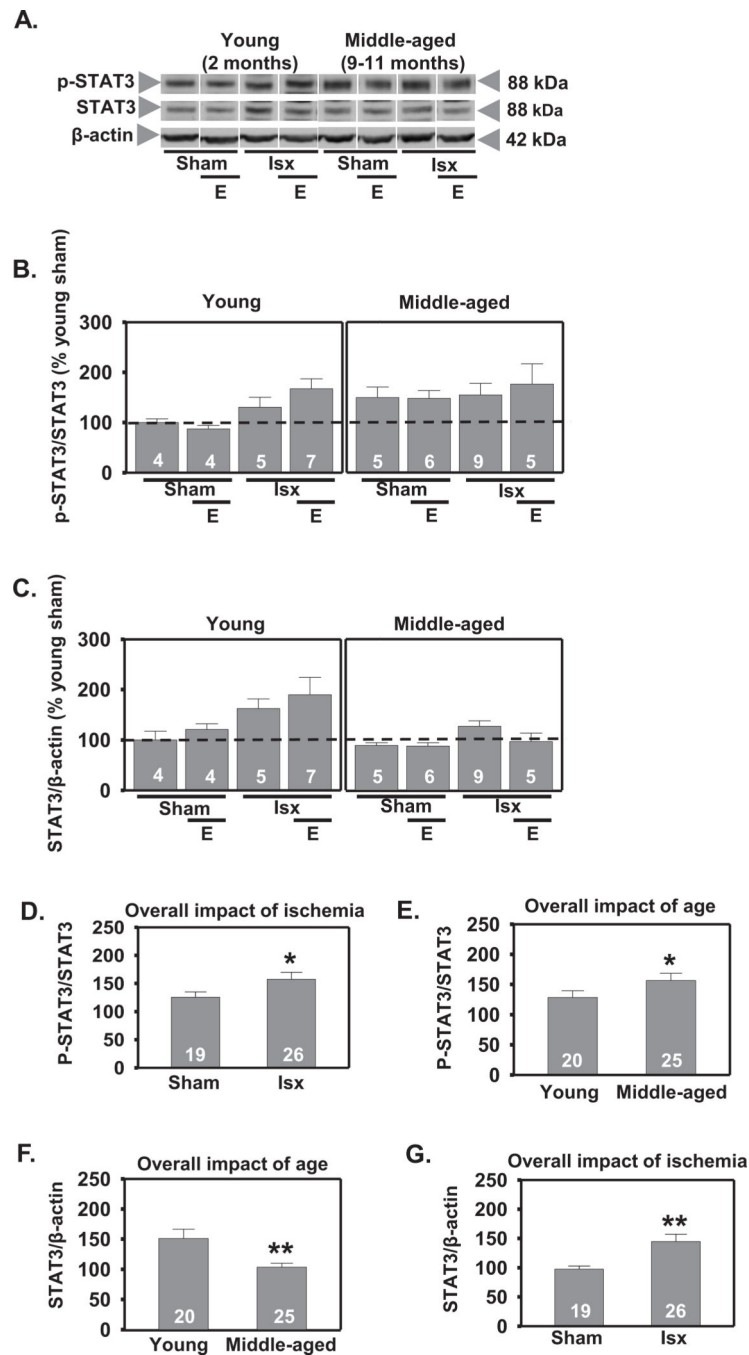 A.
Young Middle-aged
(2 months) (9-11 months)
p-STAT3 88 kDa
STAT3 88 kDa
β-actin 42 kDa
Sham Isx Sham Isx
E E E E
B.
p-STAT3/STAT3 (% young sham)
Young Middle-aged
300
200
100
0
4 4 5 7 5 6 9 5
Sham Isx Sham Isx
E E E E
C.
STAT3/β-actin (% young sham)
Young Middle-aged
300
200
100
0
4 4 5 7 5 6 9 5
Sham Isx Sham Isx
E E E E
D.
Overall impact of ischemia
P-STAT3/STAT3
250
200
150
100
50
0
*
19 26
Sham Isx
E.
Overall impact of age
P-STAT3/STAT3
250
200
150
100
50
0
*
20 25
Young Middle-aged
F.
Overall impact of age
STAT3/β-actin
250
200
150
100
50
0
**
20 25
Young Middle-aged
G.
Overall impact of ischemia
STAT3/β-actin
250
200
150
100
50
0
**
19 26
Sham Isx